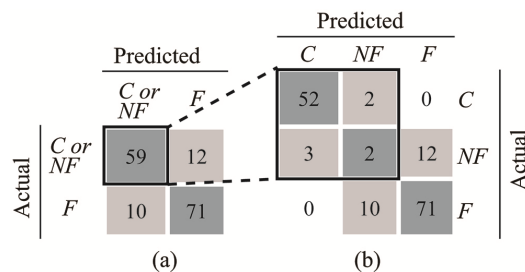 Predicted
C or NF F
Actual
C or NF 59 12
F 10 71
(a)
Predicted
C NF F
52 2 0 C
3 2 12 NF
0 10 71 F
Actual
(b)